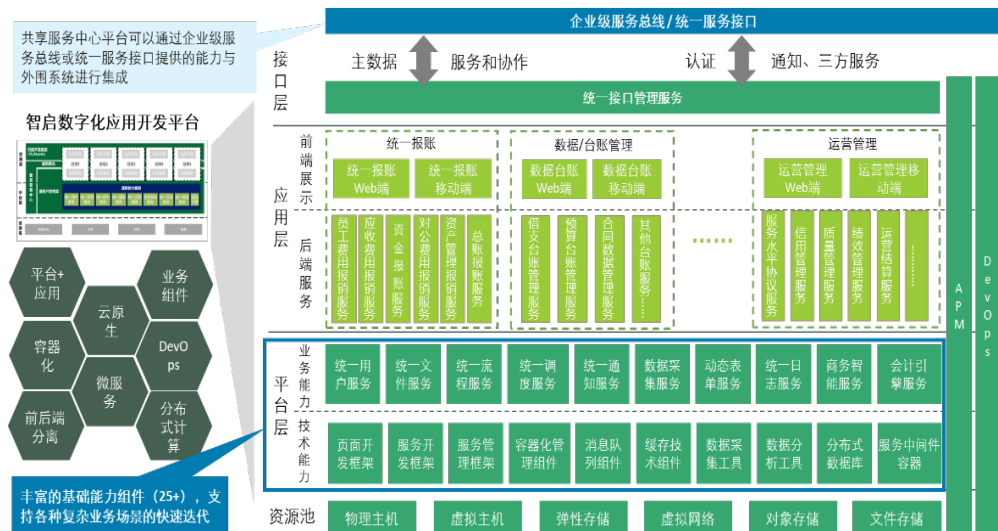 企业级服务总线/统一服务接口
共享服务中心平台可以通过企业级服
务总线或统一服务接口提供的能力与
外围系统进行集成
接口层
主数据
服务和协作
认证
通知、三方服务
统一接口管理服务
智启数字化应用开发平台
应用层
前端展示
统一报账
统一报账
Web端
统一报账
移动端
数据/台账管理
数据台账
Web端
数据台账
移动端
运营管理
运营管理
Web端
运营管理移
动端
后端服务
员工费用报销服务
应收费用报销服务
资金报账服务
对公费用报销服务
资产管理报销服务
总账报账服务
借支台账管理服务
预算台账管理服务
合同数据管理服务
其他台账服务……
……
服务水平协议服务
信用管理服务
质量管理服务
绩效管理服务
运营结算服务
…………
APM
DevOps
平台+
应用
业务
组件
云原
生
容器
化
DevO
ps
微服
务
前后端
分离
分布
式计
算
平台层
业务能力
统一用
户服务
统一文
件服务
统一流
程服务
统一调
度服务
统一通
知服务
数据采
集服务
动态表
单服务
统一日
志服务
商务智
能服务
会计引
擎服务
技术能力
页面开
发框架
服务开
发框架
服务管
理框架
容器化管
理组件
消息队
列组件
缓存技
术组件
数据采
集工具
数据分
析工具
分布式
数据库
服务中间件
容器
丰富的基础能力组件（25+），支
持各种复杂业务场景的快速迭代
资源池
物理主机
虚拟主机
弹性存储
虚拟网络
对象存储
文件存储